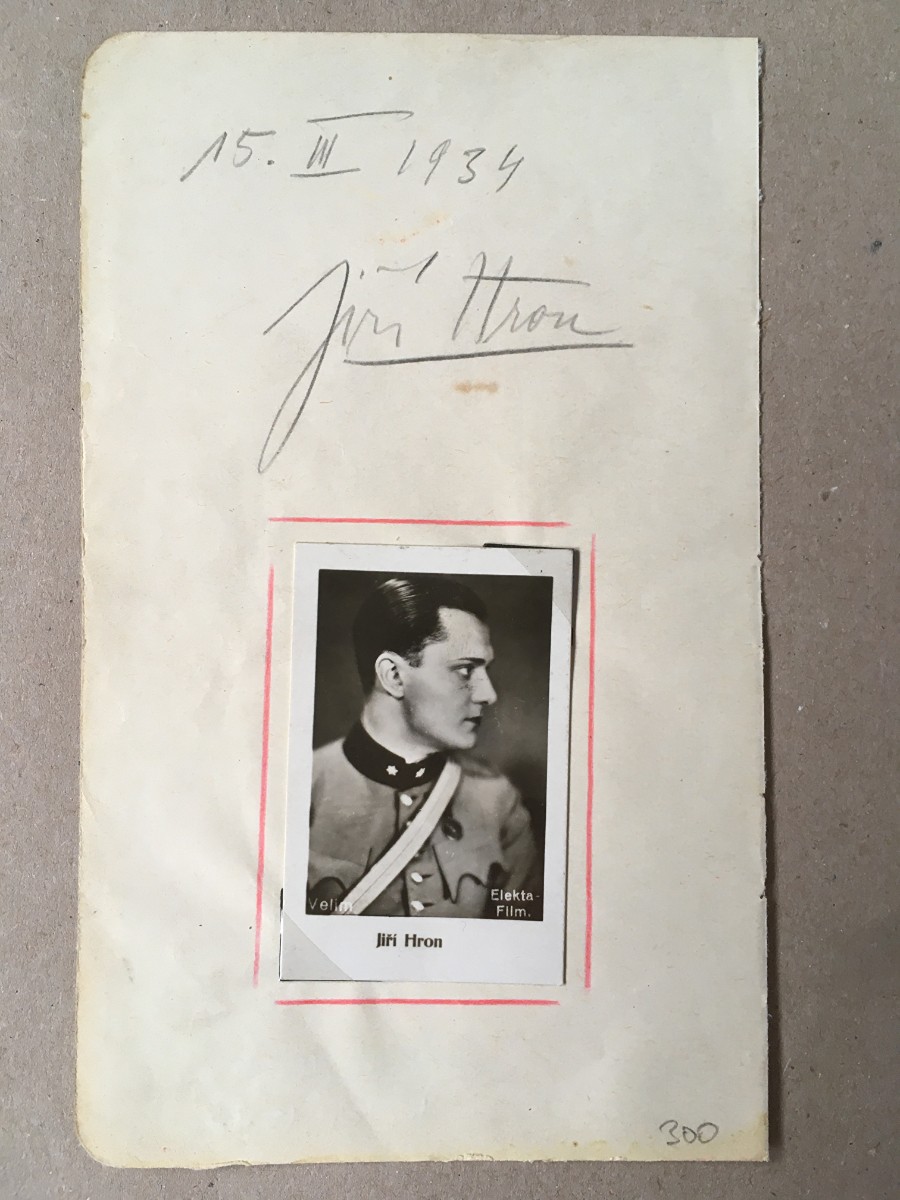 15. III 1934
Jiří Hron
Velim
Elekta-
Film.
Jiří Hron
300